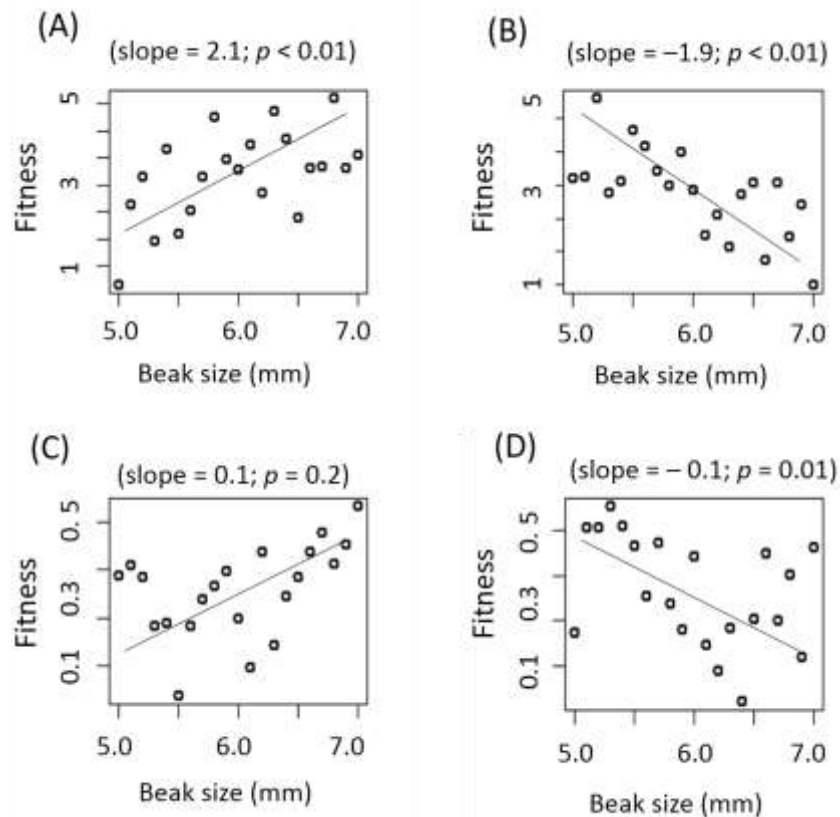 (A)
(slope = 2.1; p < 0.01)
5
3
1
Fitness
5.0 6.0 7.0
Beak size (mm)
(B)
(slope = –1.9; p < 0.01)
5
3
1
Fitness
5.0 6.0 7.0
Beak size (mm)
(C)
(slope = 0.1; p = 0.2)
0.5
0.3
0.1
Fitness
5.0 6.0 7.0
Beak size (mm)
(D)
(slope = – 0.1; p = 0.01)
0.5
0.3
0.1
Fitness
5.0 6.0 7.0
Beak size (mm)